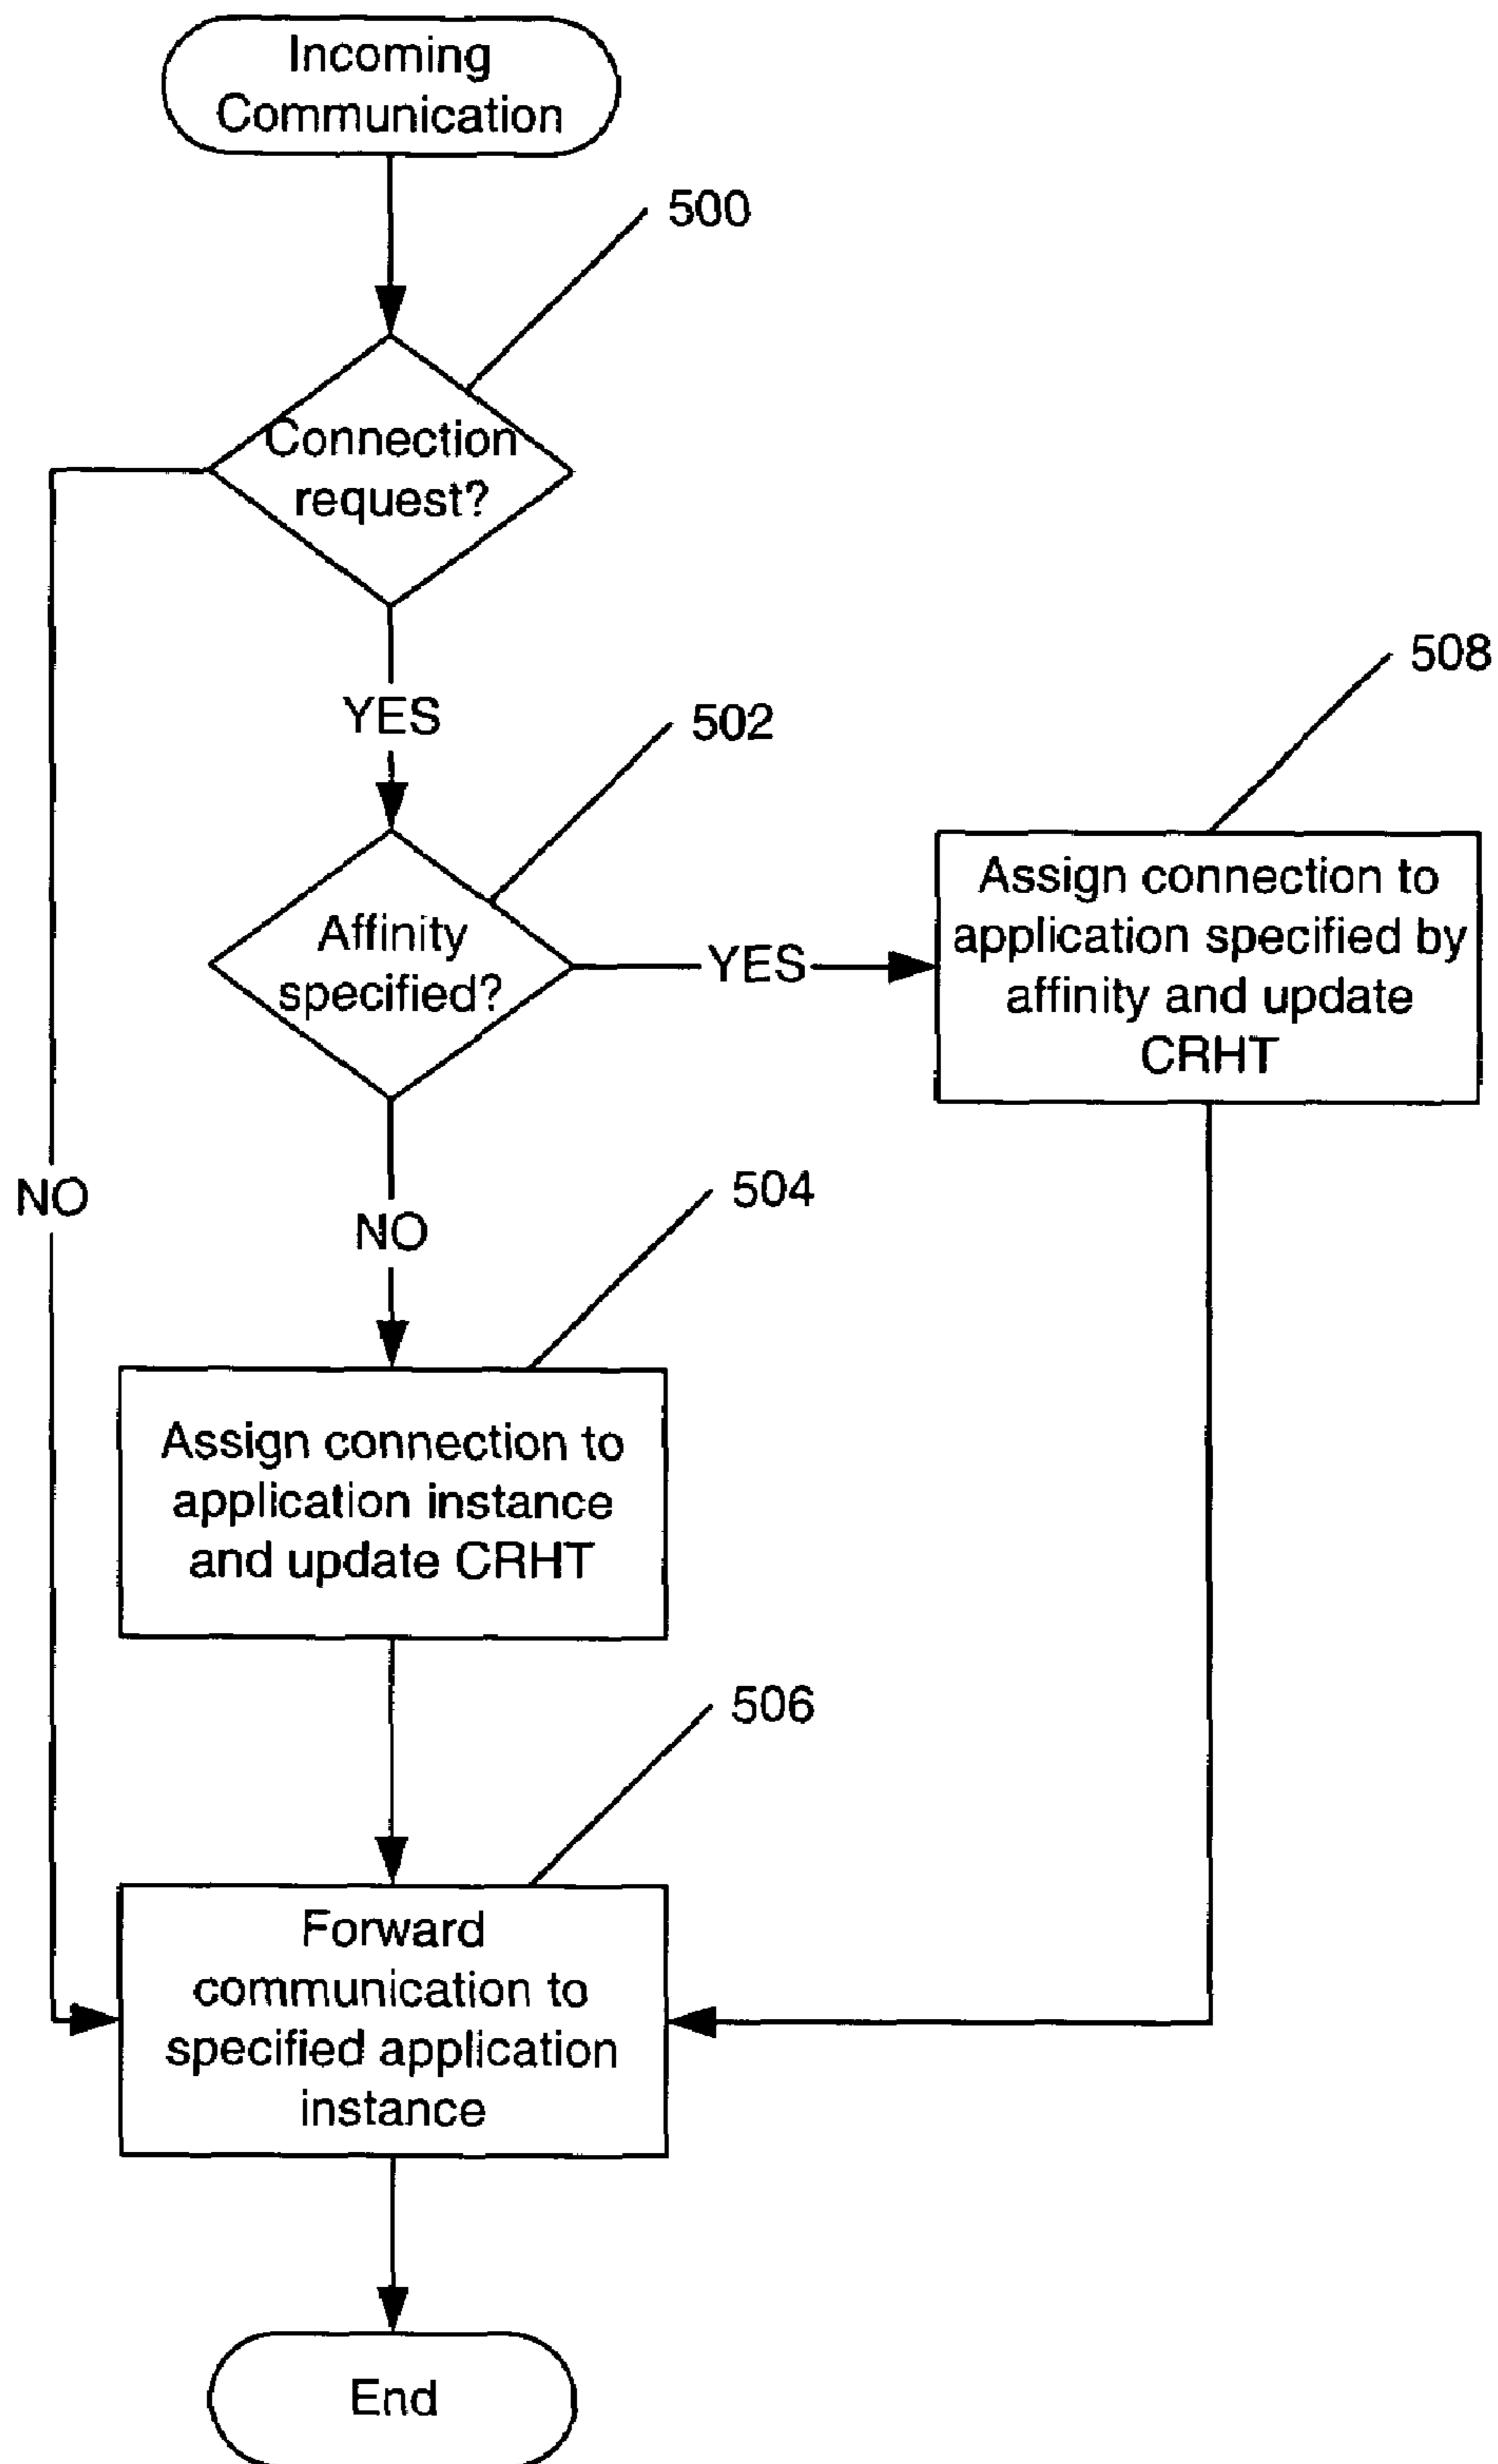 Incoming
Communication
500
Connection
request?
YES
502
508
Affinity
specified?
YES
Assign connection to
application specified by
affinity and update
CRHT
NO
NO
504
Assign connection to
application instance
and update CRHT
506
Forward
communication to
specified application
instance
End